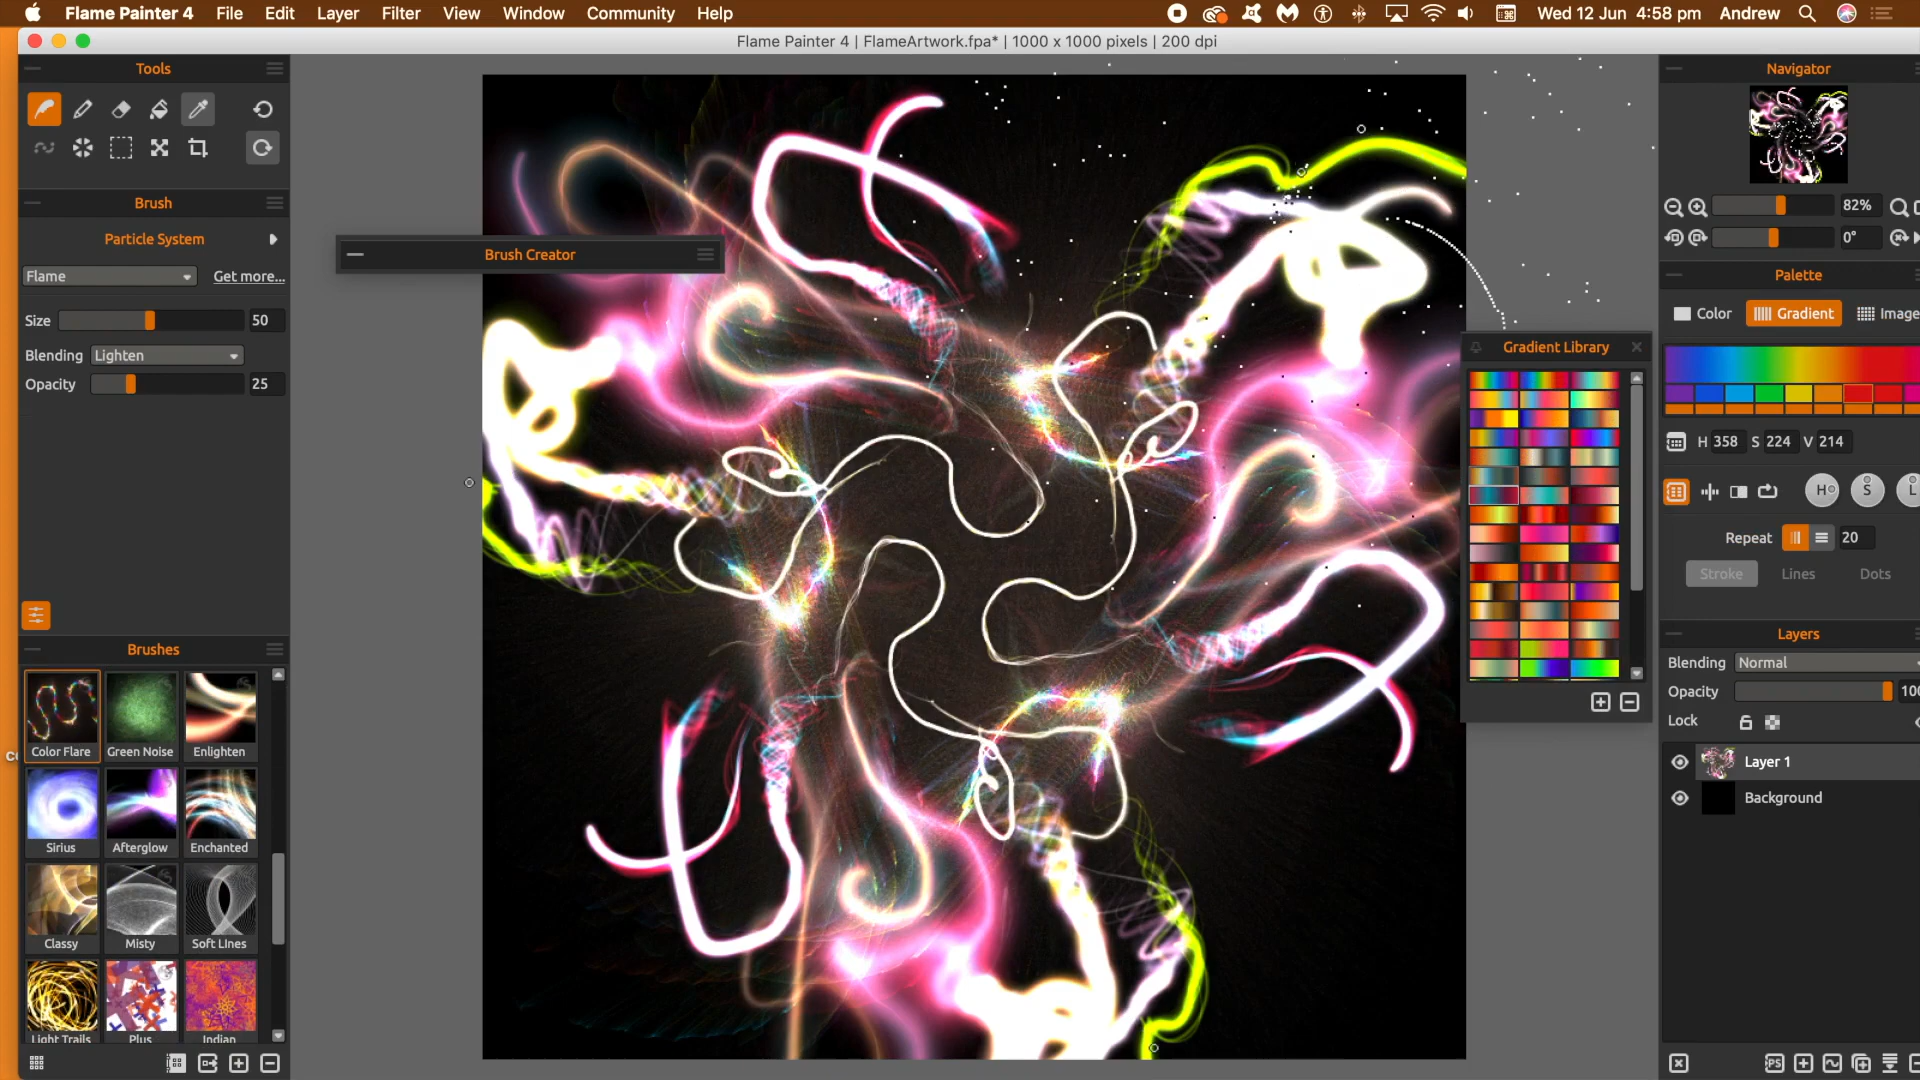 Flame Painter 4 File Edit Layer Filter View Window Community Help Wed 12 Jun 4:58 pm Andrew
Flame Painter 4 | FlameArtwork.fpa* | 1000 x 1000 pixels | 200 dpi
Tools
Brush
Particle System
Flame Get more...
Size 50
Blending Lighten
Opacity 25
Brushes
Color Flare Green Noise Enlighten
Sirius Afterglow Enchanted
Classy Misty Soft Lines
Light Trails Plus Indian
Brush Creator
Gradient Library
Navigator
82%
0°
Palette
Color Gradient Image
H 358 S 224 V 214
H S L
Repeat 20
Stroke Lines Dots
Layers
Blending Normal
Opacity 100
Lock
Layer 1
Background
PS